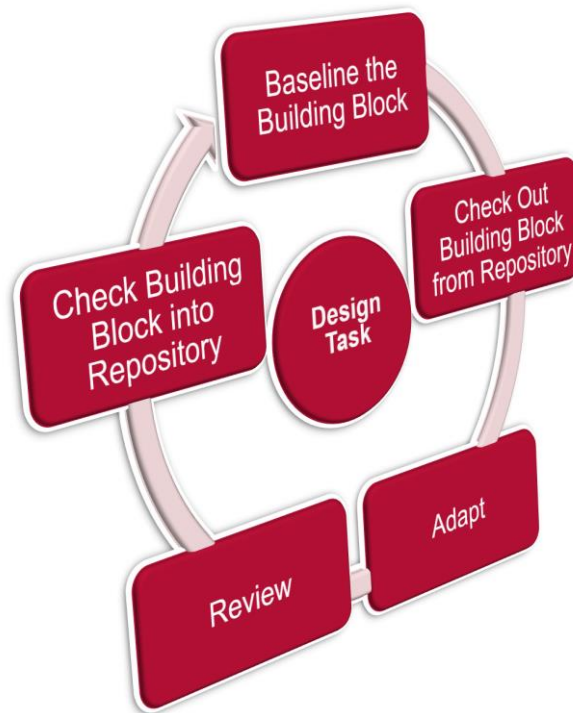 Baseline the
Building Block
Check Out
Building Block
from Repository
Adapt
Review
Check Building
Block into
Repository
Design
Task